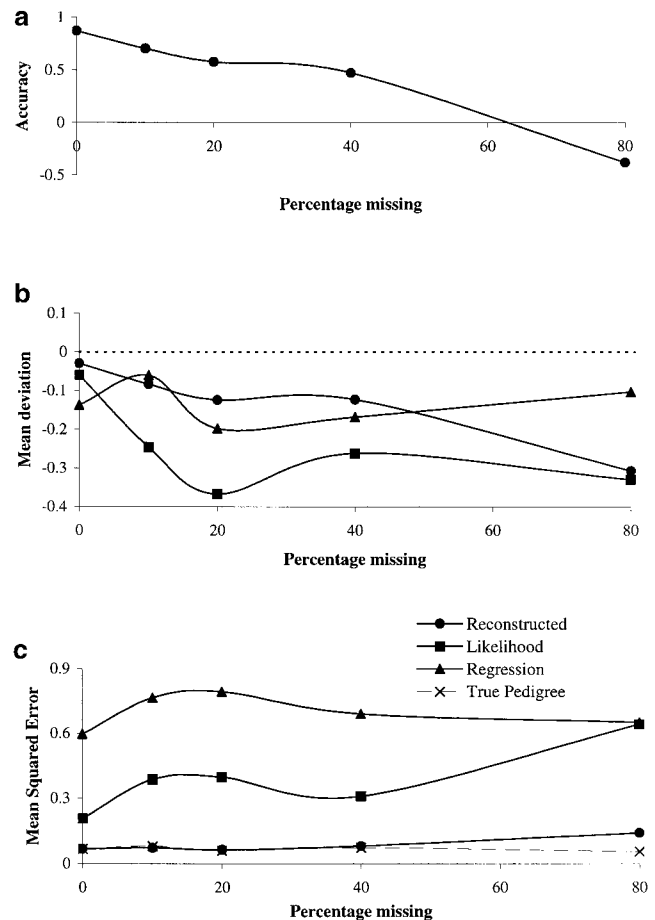 a
1
0.5
0
-0.5
Accuracy
0 20 40 60 80
Percentage missing
b
0.1
0
-0.1
-0.2
-0.3
-0.4
Mean deviation
0 20 40 60 80
Percentage missing
Reconstructed
Likelihood
Regression
True Pedigree
c
0.9
0.6
0.3
0
Mean Squared Error
0 20 40 60 80
Percentage missing